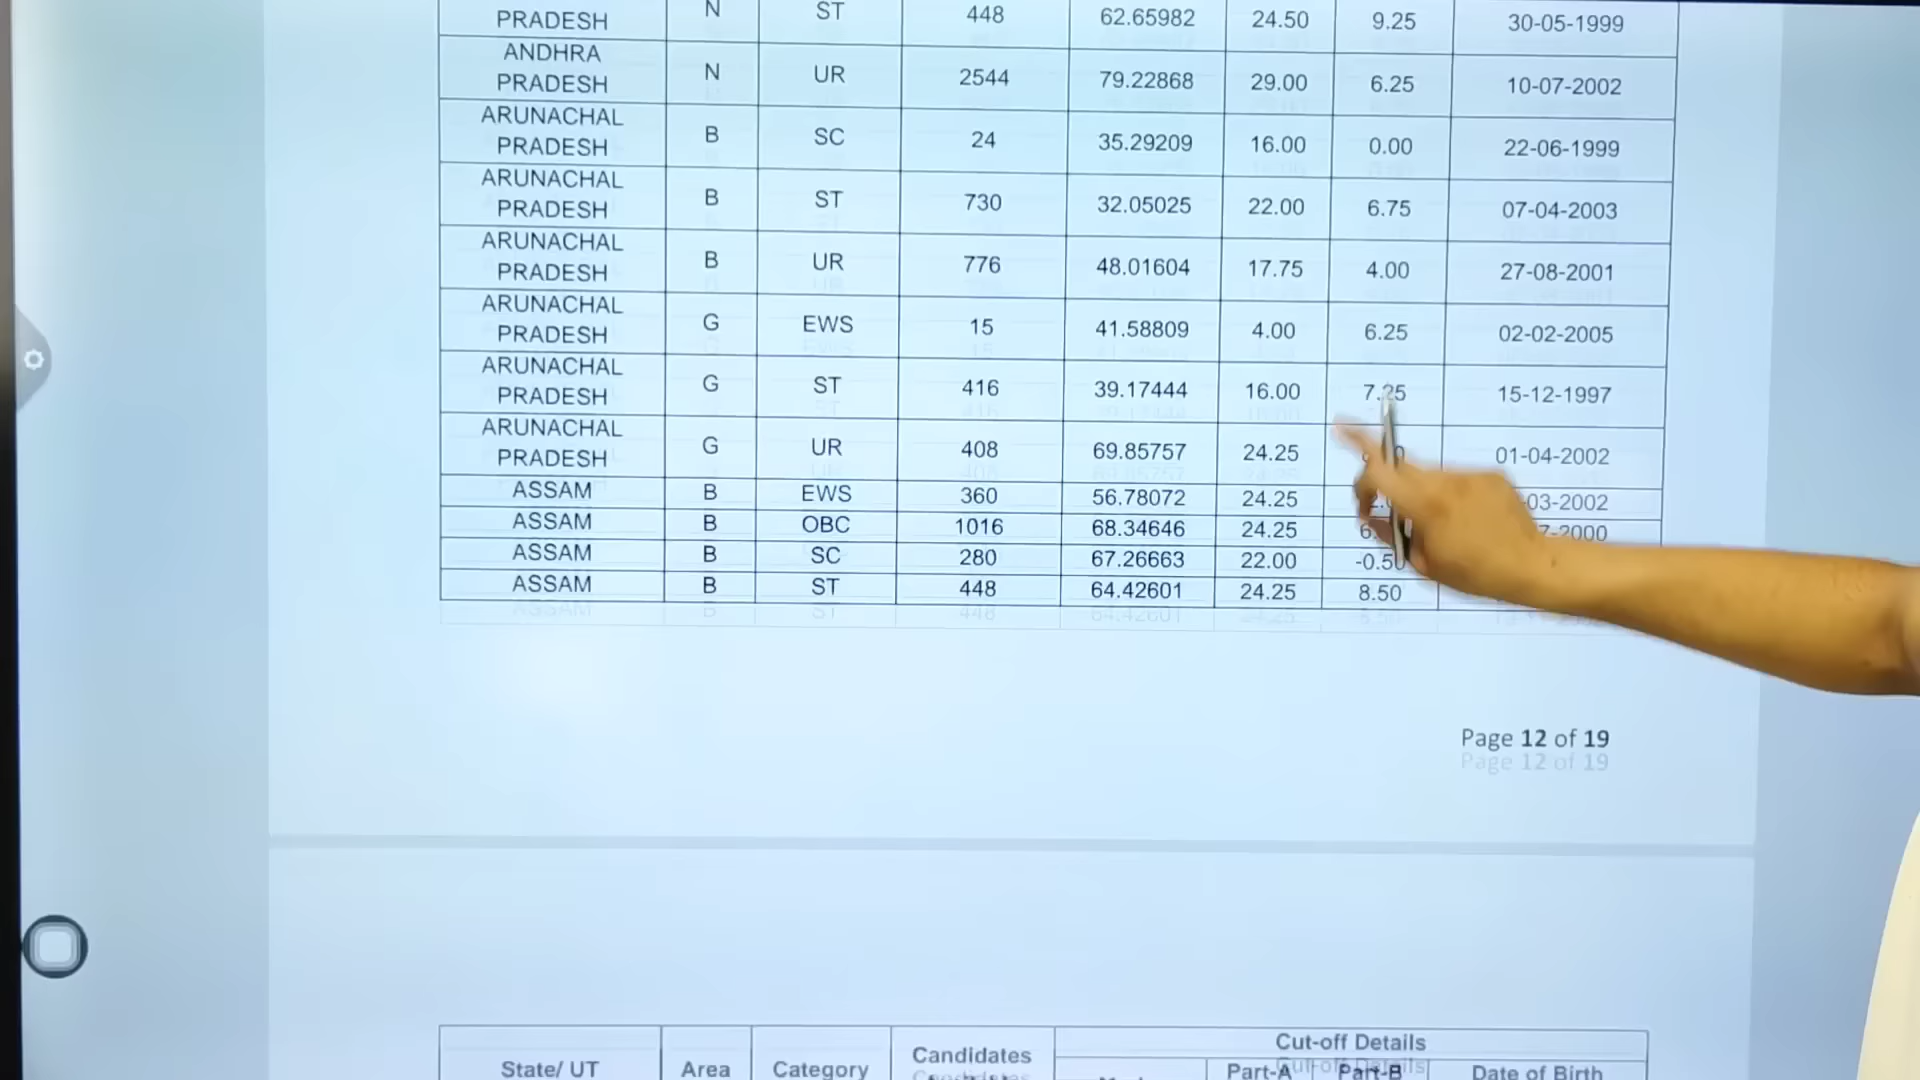 PRADESH N ST 448 62.65982 24.50 9.25 30-05-1999
ANDHRA
PRADESH N UR 2544 79.22868 29.00 6.25 10-07-2002
ARUNACHAL
PRADESH B SC 24 35.29209 16.00 0.00 22-06-1999
ARUNACHAL
PRADESH B ST 730 32.05025 22.00 6.75 07-04-2003
ARUNACHAL
PRADESH B UR 776 48.01604 17.75 4.00 27-08-2001
ARUNACHAL
PRADESH G EWS 15 41.58809 4.00 6.25 02-02-2005
ARUNACHAL
PRADESH G ST 416 39.17444 16.00 7.25 15-12-1997
ARUNACHAL
PRADESH G UR 408 69.85757 24.25 01-04-2002
ASSAM B EWS 360 56.78072 24.25 03-2002
ASSAM B OBC 1016 68.34646 24.25 -2000
ASSAM B SC 280 67.26663 22.00 -0.50
ASSAM B ST 448 64.42601 24.25 8.50
Page 12 of 19
Cut-off Details
State/ UT Area Category Candidates Part-A Part-B Date of Birth